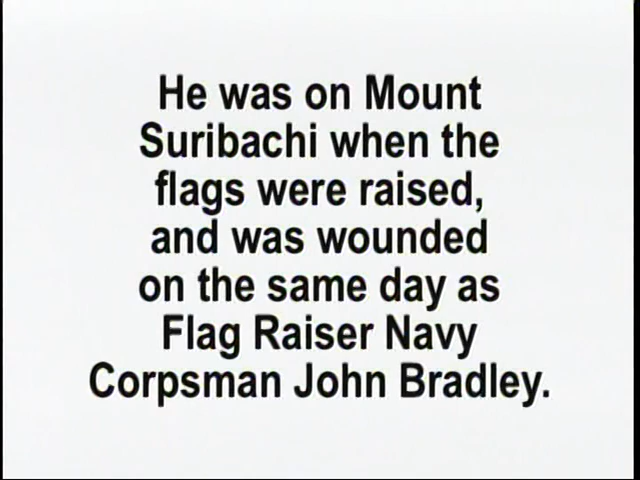 He was on Mount
Suribachi when the
flags were raised,
and was wounded
on the same day as
Flag Raiser Navy
Corpsman John Bradley.